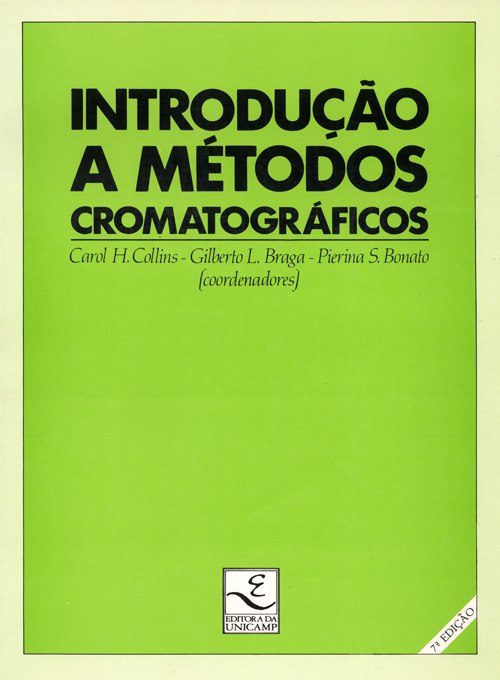 INTRODUÇÃO
A MÉTODOS
CROMATOGRÁFICOS
Carol H. Collins - Gilberto L. Braga - Pierina S. Bonato
(coordenadores)
EDITORA DA
UNICAMP
7ª EDIÇÃO